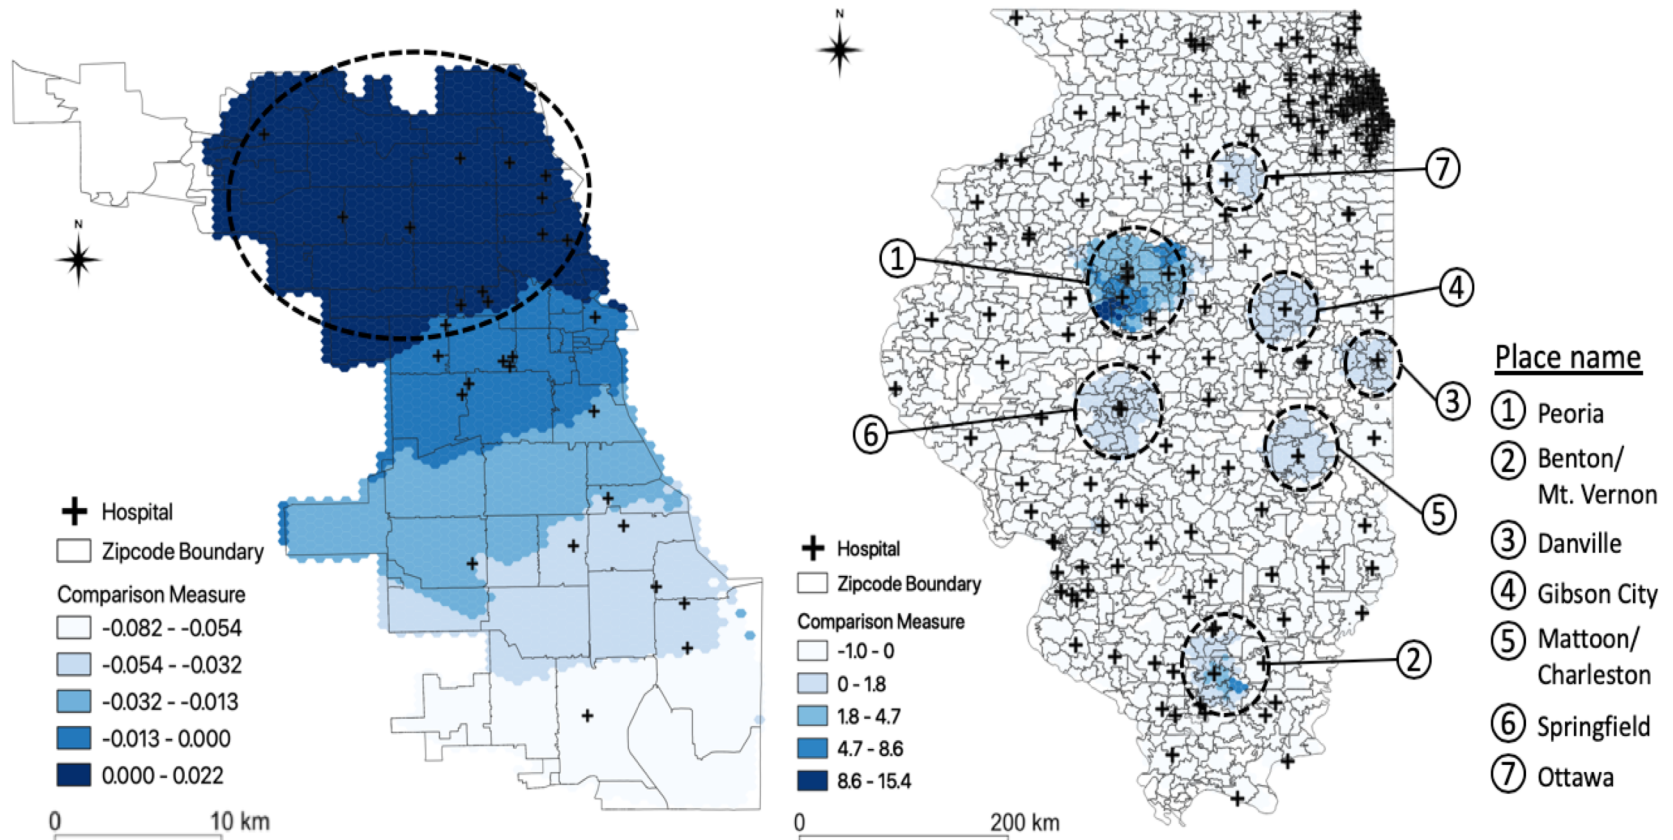 N
N
Hospital
Zipcode Boundary
Comparison Measure
-0.082 - -0.054
-0.054 - -0.032
-0.032 - -0.013
-0.013 - 0.000
0.000 - 0.022
0
10 km
1
2
3
4
5
6
7
Hospital
Zipcode Boundary
Comparison Measure
-1.0 - 0
0 - 1.8
1.8 - 4.7
4.7 - 8.6
8.6 - 15.4
0
200 km
Place name
1 Peoria
2 Benton/
Mt. Vernon
3 Danville
4 Gibson City
5 Mattoon/
Charleston
6 Springfield
7 Ottawa